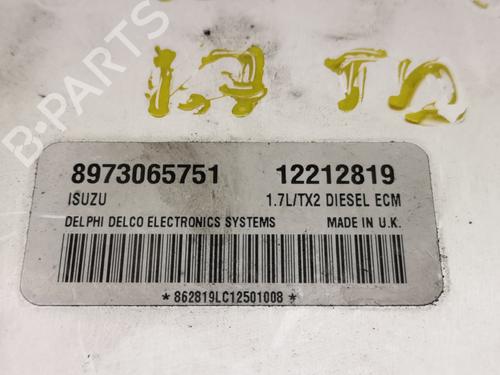 1.7 TD
8973065751 12212819
ISUZU 1.7L/TX2 DIESEL ECM
DELPHI DELCO ELECTRONICS SYSTEMS MADE IN U.K.
*862819LC12501008*
B-PARTS